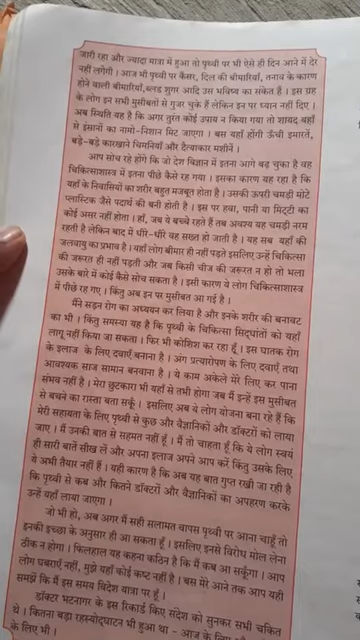 जारी रहा और ज्यादा मात्रा में हुआ तो पृथ्वी पर भी ऐसे ही दिन आने में देर
नहीं लगेगी । आज भी पृथ्वी पर कैंसर, दिल की बीमारियाँ, तनाव के कारण
होने वाली बीमारियाँ,ब्लड शुगर आदि उस भविष्य का संकेत हैं । इस ग्रह
के लोग इन सभी मुसीबतों से गुजर चुके हैं लेकिन इन पर ध्यान नहीं दिए ।
अब स्थिति यह है कि अगर तुरंत कोई उपाय न किया गया तो शायद यहाँ
से इंसानों का नामो-निशान मिट जाएगा । बस यहाँ होंगी ऊँची इमारतें,
बड़े-बड़े कारखाने चिमनियाँ और दैत्याकार मशीनें ।
आप सोच रहे होंगे कि जो देश विज्ञान में इतना आगे बढ़ चुका है वह
चिकित्साशास्त्र में इतना पीछे कैसे रह गया । इसका कारण यह रहा है कि
यहाँ के निवासियों का शरीर बहुत मजबूत होता है । उसकी ऊपरी चमड़ी मोटे
प्लास्टिक जैसे पदार्थ की बनी होती है । इस पर हवा, पानी या मिट्टी का
कोई असर नहीं होता । हाँ, जब ये बच्चे रहते हैं तब अवश्य यह चमड़ी नरम
रहती है लेकिन बाद में धीरे-धीरे यह सख्त हो जाती है । यह सब यहाँ की
जलवायु का प्रभाव है । यहाँ लोग बीमार ही नहीं पड़ते इसलिए उन्हें चिकित्सा
की जरूरत ही नहीं पड़ती और जब किसी चीज की जरूरत न हो तो भला
उसके बारे में कोई कैसे सोच सकता है । इसी कारण ये लोग चिकित्साशास्त्र
में पीछे रह गए । किंतु अब इन पर मुसीबत आ गई है ।
मैंने सड़न रोग का अध्ययन कर लिया है और इनके शरीर की बनावट
का भी । किंतु समस्या यह है कि पृथ्वी के चिकित्सा सिद्धांतों को यहाँ
लागू नहीं किया जा सकता । फिर भी कोशिश कर रहा हूँ । इस घातक रोग
के इलाज के लिए दवाएँ बनाना है । अंग प्रत्यारोपण के लिए दवाएँ तथा
आवश्यक साज सामान बनवाना है । ये काम अकेले मेरे लिए कर पाना
संभव नहीं है । मेरा छुटकारा भी यहाँ से तभी होगा जब मैं इन्हें इस मुसीबत
से बचने का रास्ता बता सकूँ । इसलिए अब ये लोग योजना बना रहे हैं कि
मेरी सहायता के लिए पृथ्वी से कुछ और वैज्ञानिकों और डॉक्टरों को लाया
जाए । मैं उनकी बात से सहमत नहीं हूँ । मैं तो चाहता हूँ कि ये लोग स्वयं
ही सारी बातें सीख लें और अपना इलाज अपने आप करें किंतु उसके लिए
ये अभी तैयार नहीं हैं । यही कारण है कि अब यह बात गुप्त रखी जा रही है
कि पृथ्वी से कब और कितने डॉक्टरों और वैज्ञानिकों का अपहरण करके
उन्हें यहाँ लाया जाएगा ।
जो भी हो, अब अगर मैं सही सलामत वापस पृथ्वी पर आना चाहूँ तो
इनकी इच्छा के अनुसार ही आ सकता हूँ । इसलिए इनसे विरोध मोल लेना
ठीक न होगा । फिलहाल यह कहना कठिन है कि मैं कब आ सकूँगा । आप
लोग घबराएँ नहीं, मुझे यहाँ कोई कष्ट नहीं है । बस मेरे आने तक आप यही
समझें कि मैं इस समय विदेश यात्रा पर हूँ ।
डॉक्टर भटनागर के इस रिकार्ड किए संदेश को सुनकर सभी चकित
थे । कितना बड़ा रहस्योद्घाटन भी हुआ था - आज के
के लिए भी ।